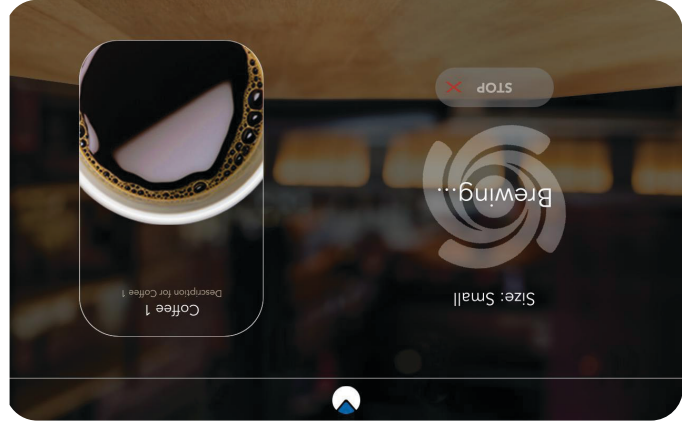 Size: Small
Brewing...
STOP
Coffee 1
Description for Coffee 1